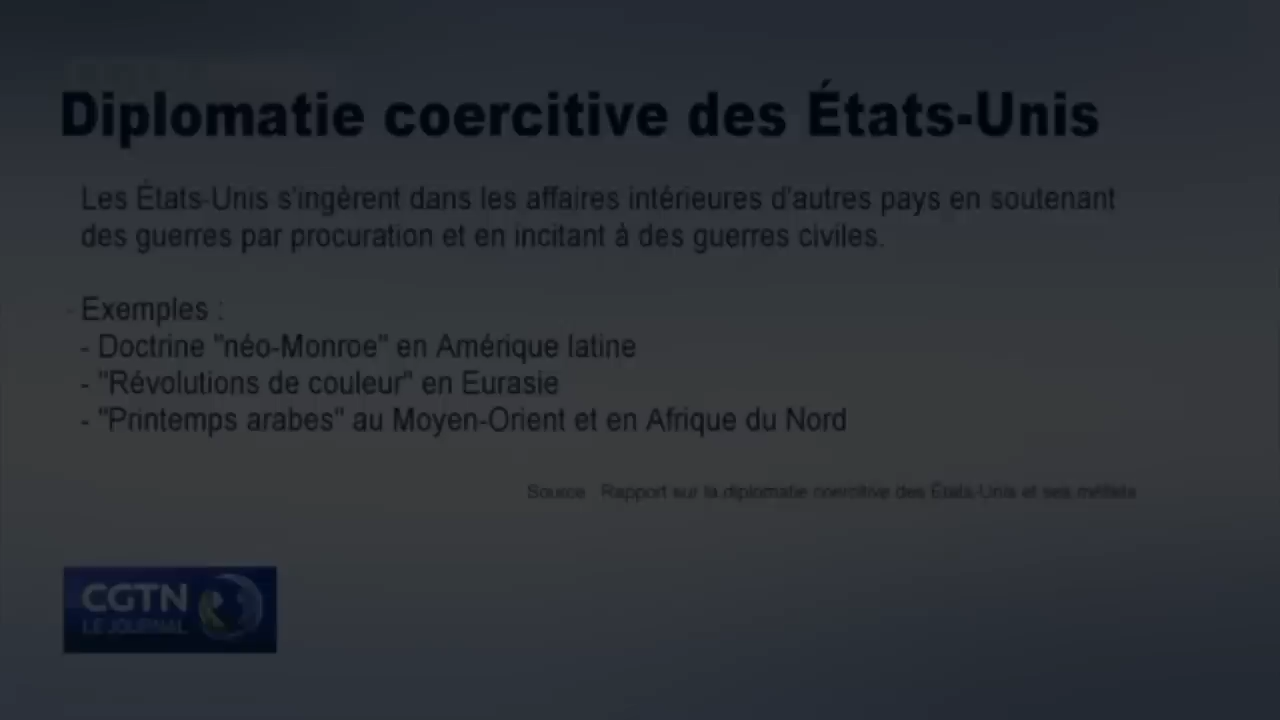 Diplomatie coercitive des États-Unis
Les États-Unis s'ingèrent dans les affaires intérieures d'autres pays en soutenant
des guerres par procuration et en incitant à des guerres civiles.
- Exemples :
- Doctrine "néo-Monroe" en Amérique latine
- "Révolutions de couleur" en Eurasie
- "Printemps arabes" au Moyen-Orient et en Afrique du Nord
Source : Rapport sur la diplomatie coercitive des États-Unis et ses méfaits
CGTN
LE JOURNAL